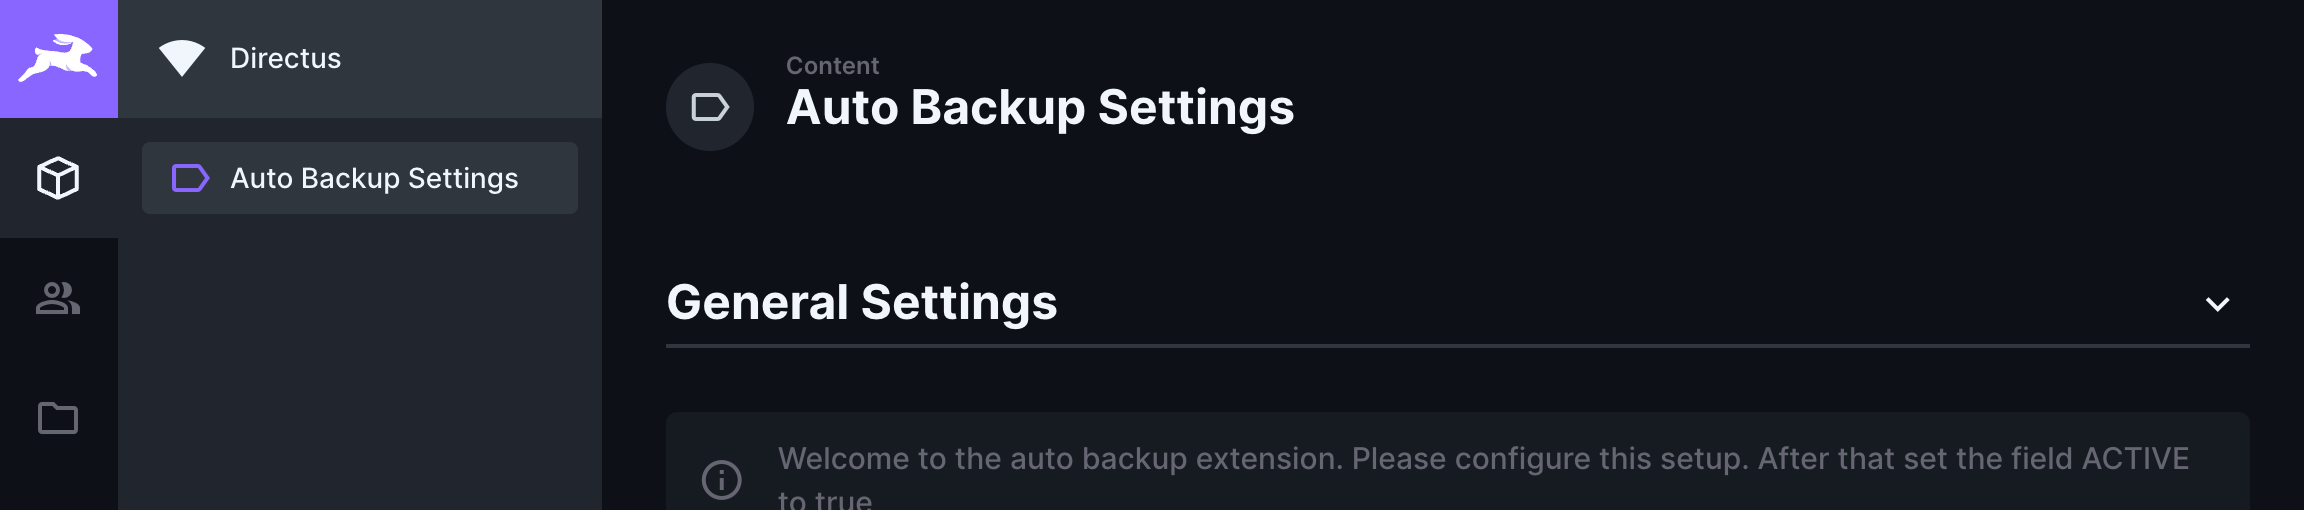 Directus
Auto Backup Settings
Content
Auto Backup Settings
General Settings
Welcome to the auto backup extension. Please configure this setup. After that set the field ACTIVE
to true